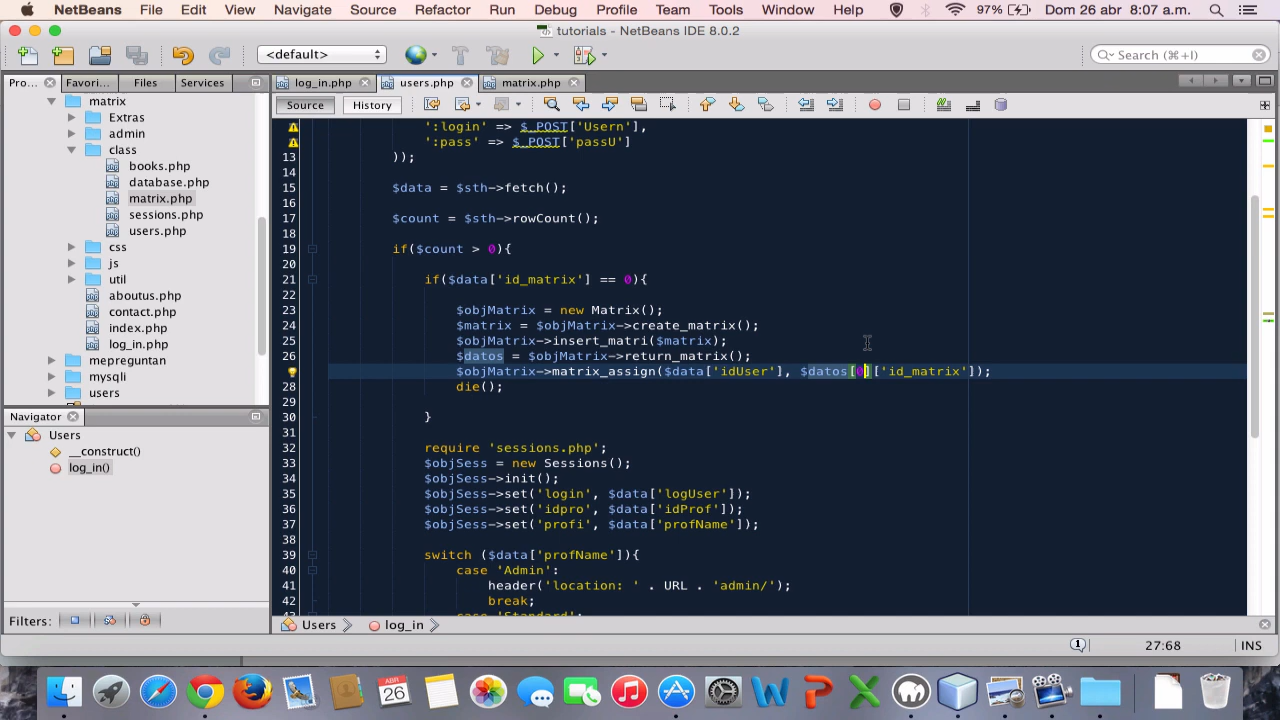 NetBeans File Edit View Navigate Source Refactor Run Debug Profile Team Tools Window Help 97% Dom 26 abr 8:07 a.m.
tutorials - NetBeans IDE 8.0.2
<default> Search (⌘+I)
Pro... Favori... Files Services
log_in.php users.php matrix.php
Source History
matrix
Extras
admin
class
books.php
database.php
matrix.php
sessions.php
users.php
css
js
util
aboutus.php
contact.php
index.php
log_in.php
mepreguntan
mysqli
users
Navigator
Users
__construct()
log_in()
Filters:
':login' => $_POST['Usern'],
':pass' => $_POST['passU']
13 ));
14
15 $data = $sth->fetch();
16
17 $count = $sth->rowCount();
18
19 if($count > 0){
20
21 if($data['id_matrix'] == 0){
22
23 $objMatrix = new Matrix();
24 $matrix = $objMatrix->create_matrix();
25 $objMatrix->insert_matri($matrix);
26 $datos = $objMatrix->return_matrix();
$objMatrix->matrix_assign($data['idUser'], $datos[0]['id_matrix']);
28 die();
29
30 }
31
32 require 'sessions.php';
33 $objSess = new Sessions();
34 $objSess->init();
35 $objSess->set('login', $data['logUser']);
36 $objSess->set('idpro', $data['idProf']);
37 $objSess->set('profi', $data['profName']);
38
39 switch ($data['profName']){
40 case 'Admin':
41 header('location: ' . URL . 'admin/');
42 break;
43 case 'Standard':
Users log_in
1 27:68 INS
APR
26